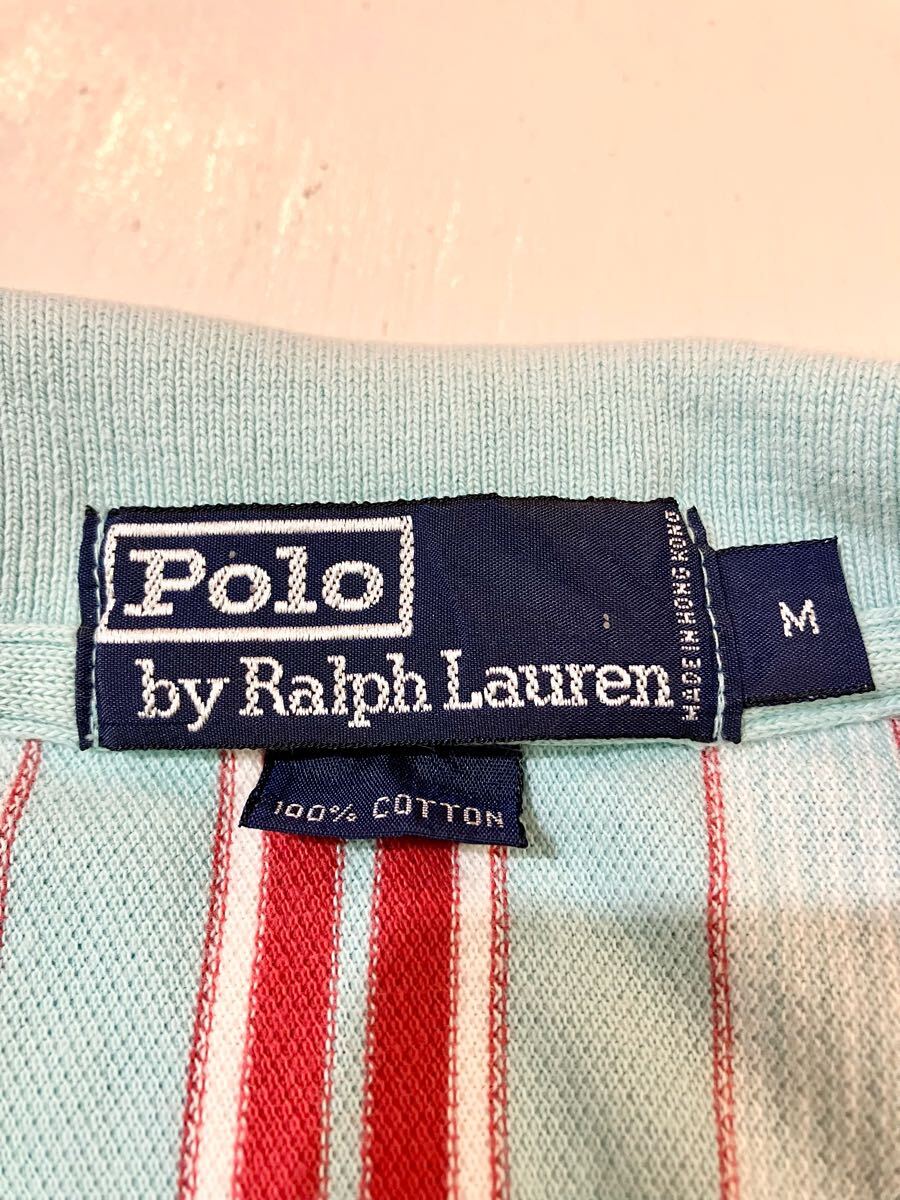 Polo
by Ralph Lauren
MADE IN HONG KONG
M
100% COTTON